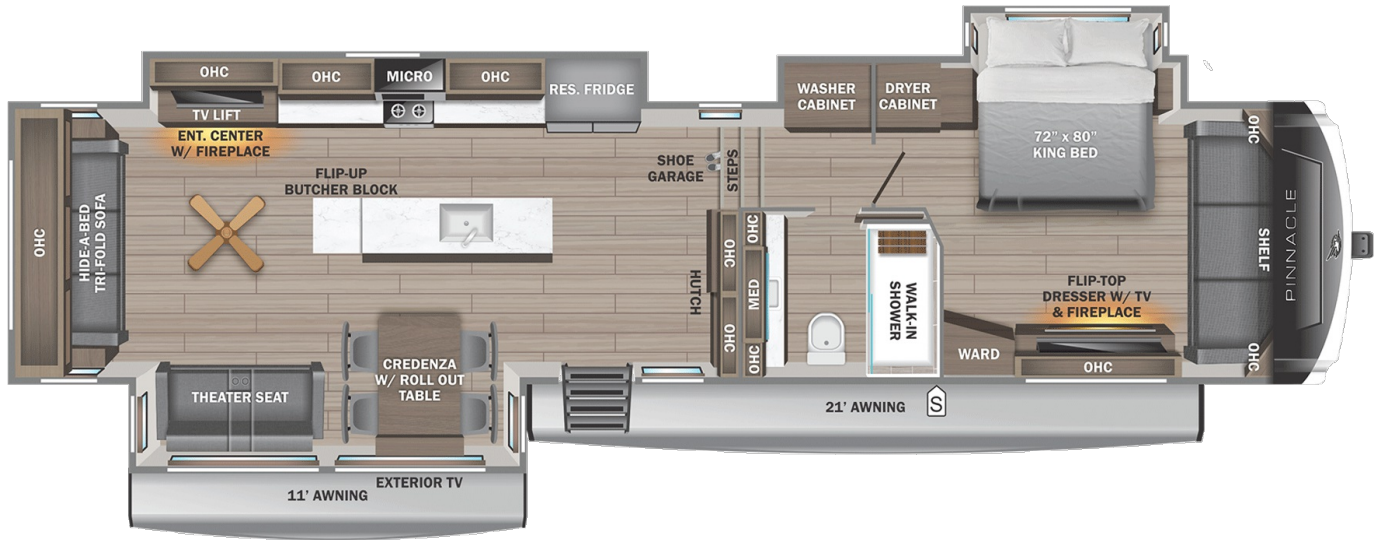 OHC
OHC
MICRO
OHC
RES. FRIDGE
TV LIFT
ENT. CENTER
W/ FIREPLACE
WASHER
CABINET
DRYER
CABINET
72" x 80"
KING BED
OHC
SHOE
GARAGE
STEPS
FLIP-UP
BUTCHER BLOCK
OHC
HIDE-A-BED
TRI-FOLD SOFA
OHC
OHC
HUTCH
MED
OHC
OHC
WALK-IN
SHOWER
SHELF
PINNACLE
FLIP-TOP
DRESSER W/ TV
& FIREPLACE
WARD
OHC
OHC
THEATER SEAT
CREDENZA
W/ ROLL OUT
TABLE
21' AWNING
S
EXTERIOR TV
11' AWNING